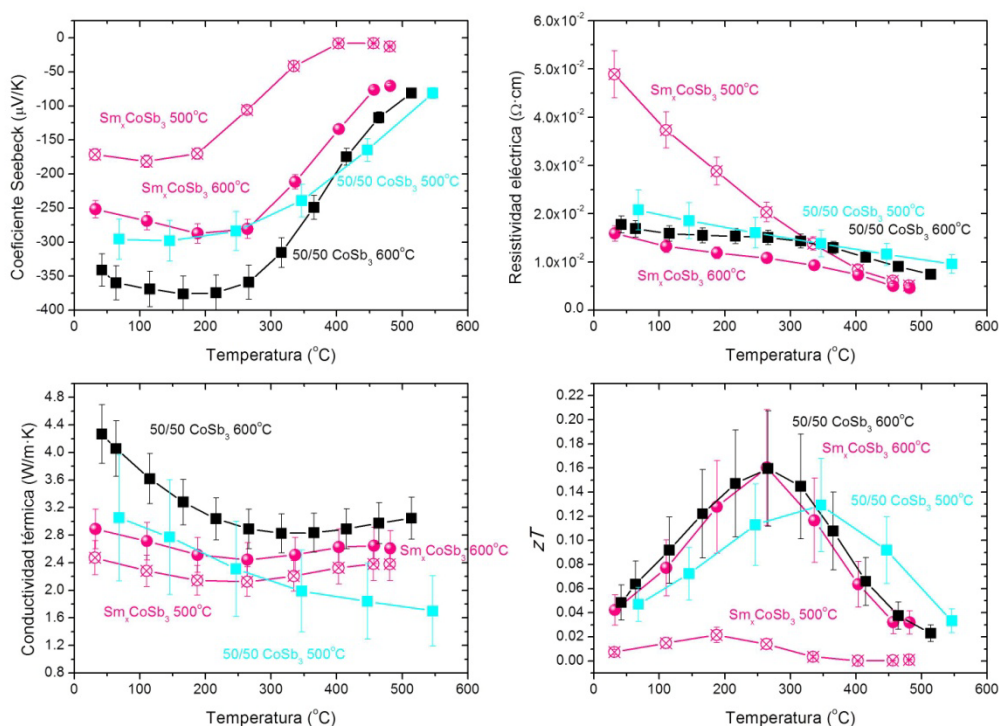 0
-50
-100
-150
-200
-250
-300
-350
-400
0 100 200 300 400 500 600
Coeficiente Seebeck (μV/K)
Temperatura (°C)
SmₓCoSb₃ 500°C
SmₓCoSb₃ 600°C
50/50 CoSb₃ 500°C
50/50 CoSb₃ 600°C
6.0x10⁻²
5.0x10⁻²
4.0x10⁻²
3.0x10⁻²
2.0x10⁻²
1.0x10⁻²
0.0
0 100 200 300 400 500 600
Resistividad eléctrica (Ω·cm)
Temperatura (°C)
SmₓCoSb₃ 500°C
50/50 CoSb₃ 500°C
50/50 CoSb₃ 600°C
SmₓCoSb₃ 600°C
5.2
4.8
4.4
4.0
3.6
3.2
2.8
2.4
2.0
1.6
1.2
0.8
0 100 200 300 400 500 600
Conductividad térmica (W/m·K)
Temperatura (°C)
50/50 CoSb₃ 600°C
SmₓCoSb₃ 600°C
SmₓCoSb₃ 500°C
50/50 CoSb₃ 500°C
0.22
0.20
0.18
0.16
0.14
0.12
0.10
0.08
0.06
0.04
0.02
0.00
0 100 200 300 400 500 600
zT
Temperatura (°C)
50/50 CoSb₃ 600°C
SmₓCoSb₃ 600°C
50/50 CoSb₃ 500°C
SmₓCoSb₃ 500°C